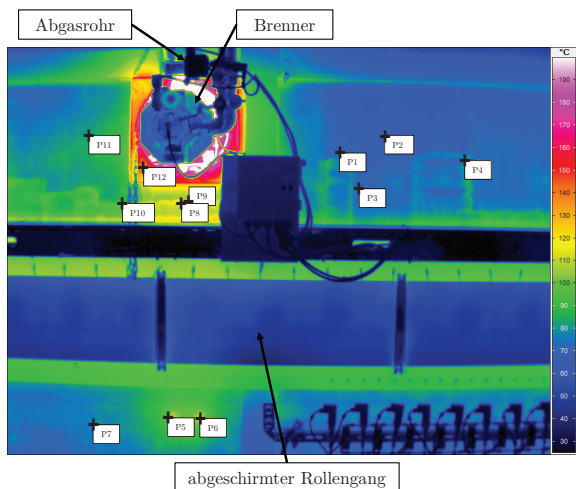 Abgasrohr
Brenner
°C
190
180
170
160
150
140
130
120
110
100
90
80
70
60
50
40
30
P11
P1
P2
P4
P12
P3
P9
P10
P8
P5
P6
P7
abgeschirmter Rollengang